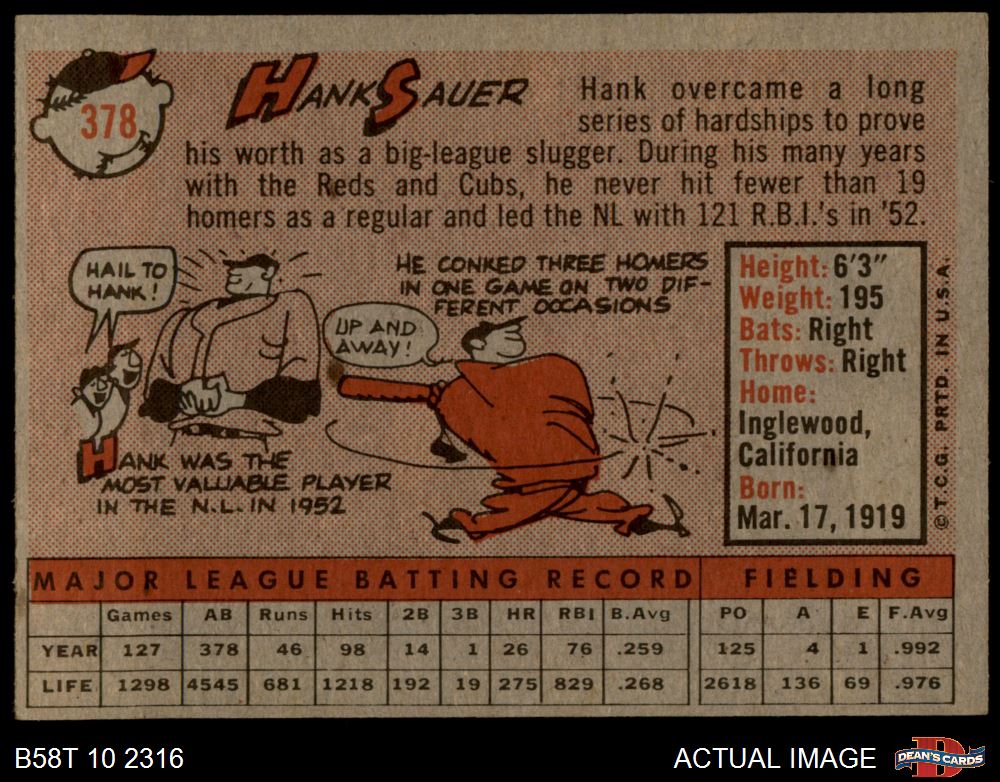 378
HANK SAUER
Hank overcame a long
series of hardships to prove
his worth as a big-league slugger. During his many years
with the Reds and Cubs, he never hit fewer than 19
homers as a regular and led the NL with 121 R.B.I.'s in '52.
HAIL TO
HANK!
HANK WAS THE
MOST VALUABLE PLAYER
IN THE N.L. IN 1952
HE CONKED THREE HOMERS
IN ONE GAME ON TWO DIF-
FERENT OCCASIONS
UP AND
AWAY!
Height: 6'3"
Weight: 195
Bats: Right
Throws: Right
Home:
Inglewood,
California
Born:
Mar. 17, 1919
© T.C.G. PRTD. IN U.S.A.
MAJOR LEAGUE BATTING RECORD FIELDING
Games AB Runs Hits 2B 3B HR RBI B.Avg PO A E F.Avg
YEAR 127 378 46 98 14 1 26 76 .259 125 4 1 .992
LIFE 1298 4545 681 1218 192 19 275 829 .268 2618 136 69 .976
B58T 10 2316
ACTUAL IMAGE
D
DEAN'S CARDS